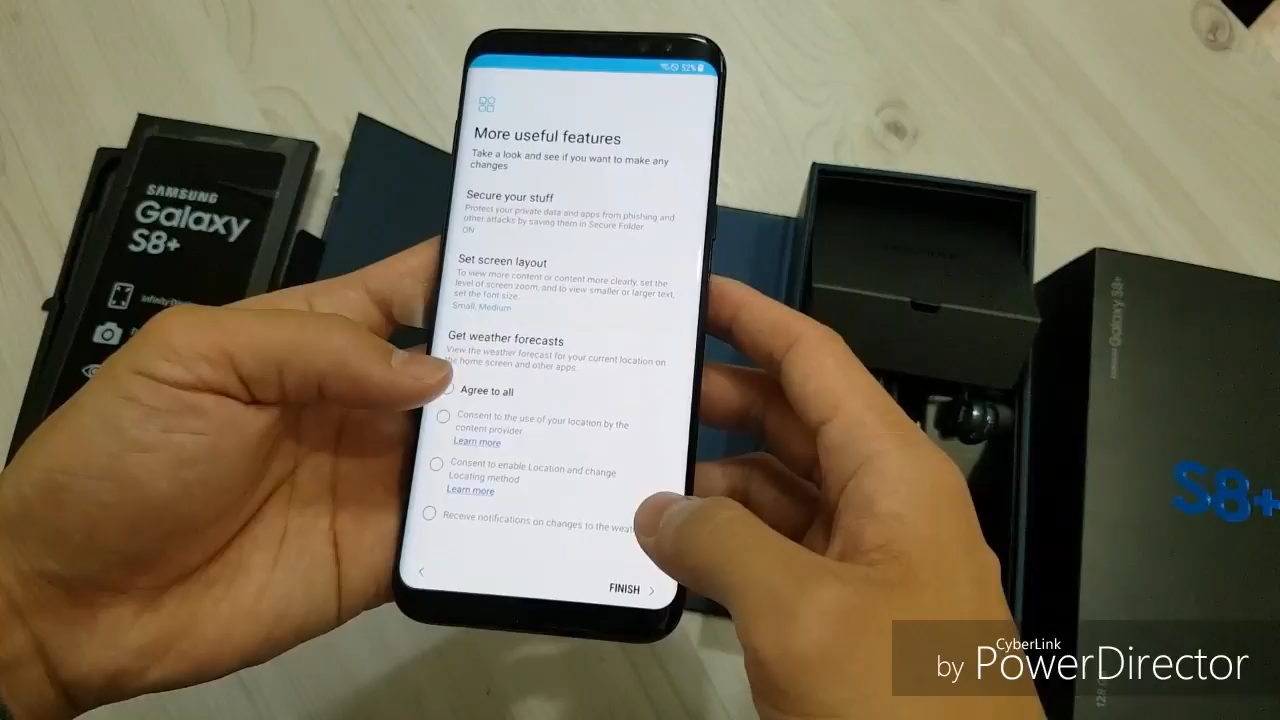 52%
More useful features
Take a look and see if you want to make any
changes
Secure your stuff
Protect your private data and apps from phishing and
other attacks by saving them in Secure Folder
ON
Set screen layout
To view more content or content more clearly, set the
level of screen zoom, and to view smaller or larger text,
set the font size.
Small, Medium
Get weather forecasts
View the weather forecast for your current location on
the home screen and other apps.
Agree to all
Consent to the use of your location by the
content provider
Learn more
Consent to enable Location and change
Locating method
Learn more
Receive notifications on changes to the
FINISH
SAMSUNG
Galaxy
S8+
Infinity
SAMSUNG Galaxy S8+
S8+
CyberLink
by PowerDirector